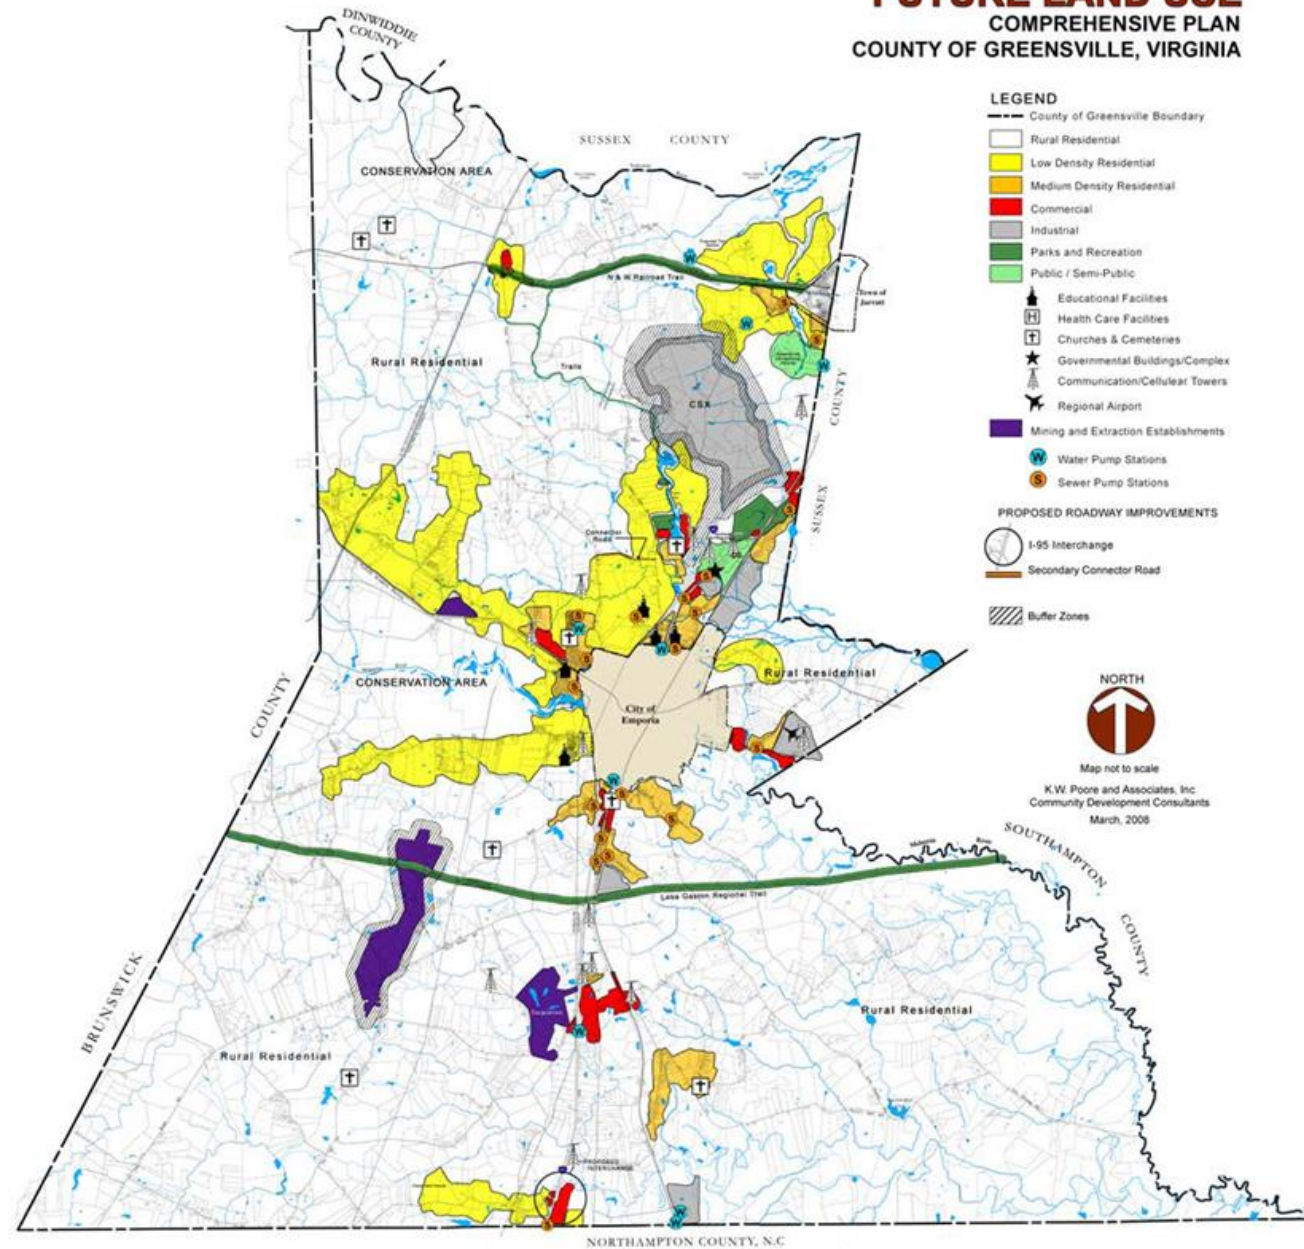 FUTURE LAND USE
COMPREHENSIVE PLAN
COUNTY OF GREENSVILLE, VIRGINIA
LEGEND
County of Greensville Boundary
Rural Residential
Low Density Residential
Medium Density Residential
Commercial
Industrial
Parks and Recreation
Public / Semi-Public
Educational Facilities
H Health Care Facilities
Churches & Cemeteries
Governmental Buildings/Complex
Communication/Cellulear Towers
Regional Airport
Mining and Extraction Establishments
W Water Pump Stations
S Sewer Pump Stations
PROPOSED ROADWAY IMPROVEMENTS
I-95 Interchange
Secondary Connector Road
Buffer Zones
NORTH
Map not to scale
K.W. Poore and Associates, Inc
Community Development Consultants
March, 2008
DINWIDDIE
COUNTY
SUSSEX COUNTY
CONSERVATION AREA
N & W Railroad Trail
Town of
Jarratt
Rural Residential
Trails
CSX
COUNTY
SUSSEX
Connector
Road
Rural Residential
CONSERVATION AREA
City of
Emporia
COUNTY
BRUNSWICK
River
SOUTHAMPTON
COUNTY
Lake Gaston Regional Trail
Rural Residential
Rural Residential
PROPOSED
INTERCHANGE
NORTHAMPTON COUNTY, N.C